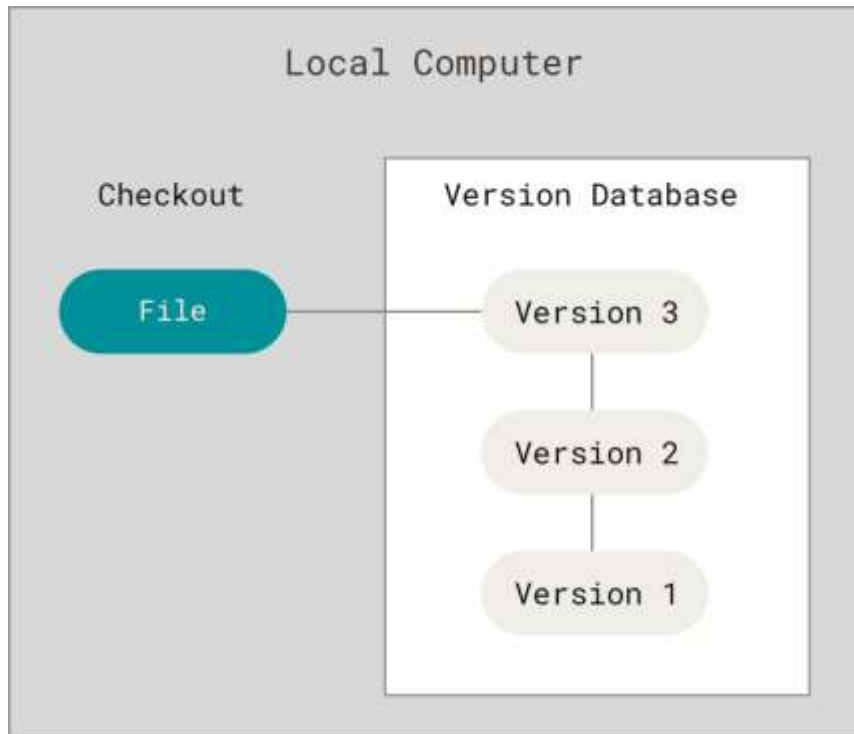 Local Computer
Checkout
Version Database
File
Version 3
Version 2
Version 1